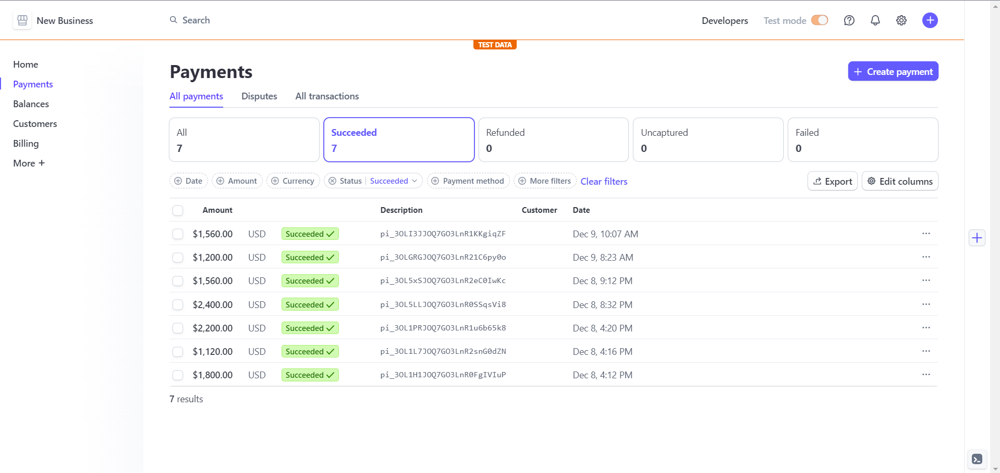 New Business
Search
Developers
Test mode
TEST DATA
Home
Payments
Balances
Customers
Billing
More +
Payments
+ Create payment
All payments
Disputes
All transactions
All
7
Succeeded
7
Refunded
0
Uncaptured
0
Failed
0
Date
Amount
Currency
Status | Succeeded
Payment method
More filters
Clear filters
Export
Edit columns
Amount Description Customer Date
$1,560.00 USD Succeeded ✓ pi_3OLI3JJOQ7GO3LnR1KKgiqZF Dec 9, 10:07 AM ···
$1,200.00 USD Succeeded ✓ pi_3OLGRGJOQ7GO3LnR21C6py0o Dec 9, 8:23 AM ···
$1,560.00 USD Succeeded ✓ pi_3OL5xSJOQ7GO3LnR2eC0IwKc Dec 8, 9:12 PM ···
$2,400.00 USD Succeeded ✓ pi_3OL5LLJOQ7GO3LnR0SSqsVi8 Dec 8, 8:32 PM ···
$2,200.00 USD Succeeded ✓ pi_3OL1PRJOQ7GO3LnR1u6b65k8 Dec 8, 4:20 PM ···
$1,120.00 USD Succeeded ✓ pi_3OL1L7JOQ7GO3LnR2snG0dZN Dec 8, 4:16 PM ···
$1,800.00 USD Succeeded ✓ pi_3OL1H1JOQ7GO3LnR0FgIVIuP Dec 8, 4:12 PM ···
7 results